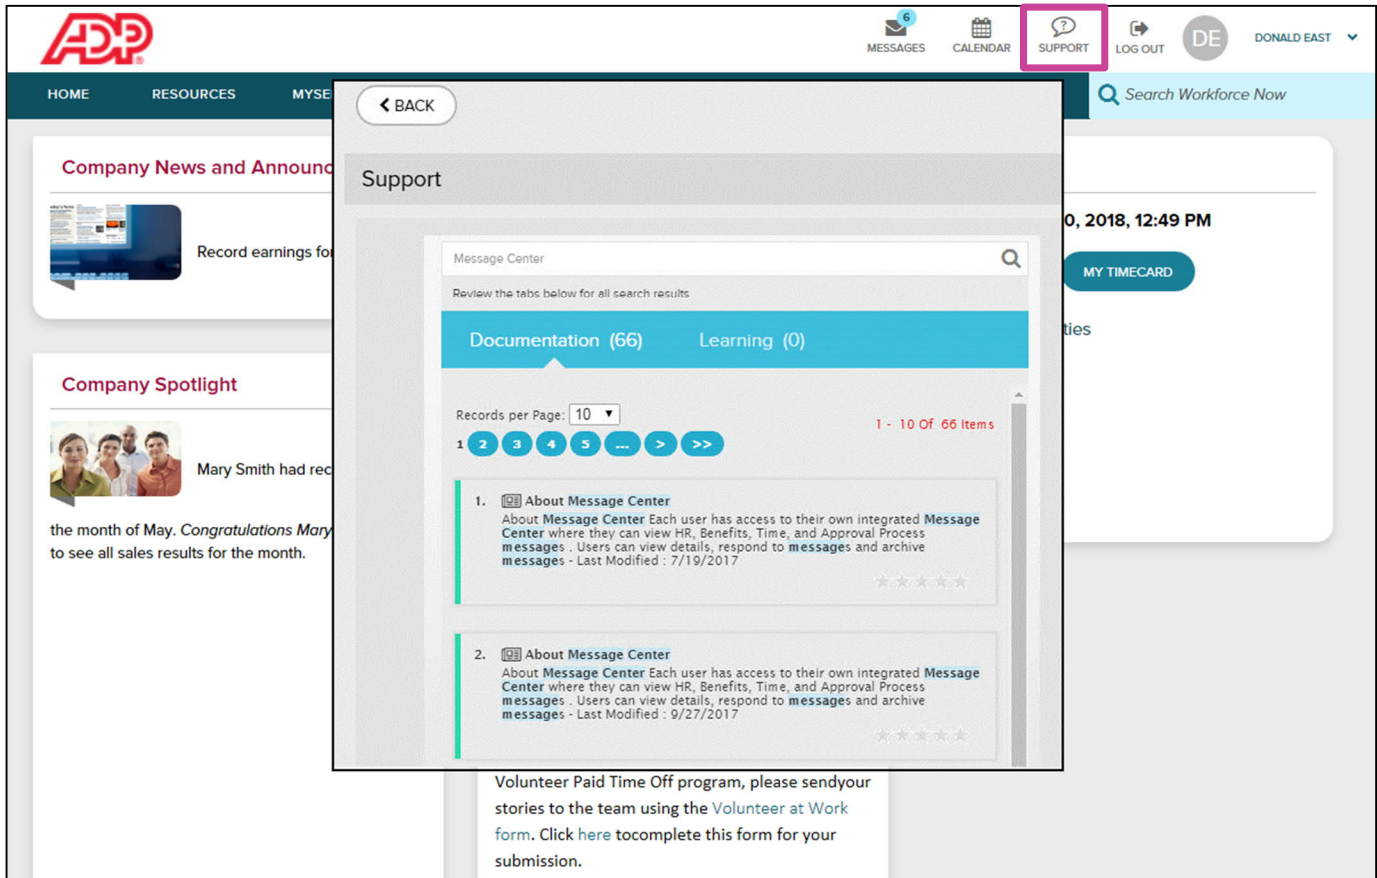 ADP
6
MESSAGES
CALENDAR
SUPPORT
LOG OUT
DE
DONALD EAST
HOME
RESOURCES
MYSE
Search Workforce Now
BACK
Support
Message Center
Review the tabs below for all search results
Documentation (66)
Learning (0)
Records per Page: 10
1 - 10 Of 66 Items
1 2 3 4 5 ... > >>
1. About Message Center
About Message Center Each user has access to their own integrated Message
Center where they can view HR, Benefits, Time, and Approval Process
messages . Users can view details, respond to messages and archive
messages - Last Modified : 7/19/2017
2. About Message Center
About Message Center Each user has access to their own integrated Message
Center where they can view HR, Benefits, Time, and Approval Process
messages . Users can view details, respond to messages and archive
messages - Last Modified : 9/27/2017
Company News and Announc
Record earnings for
Company Spotlight
Mary Smith had rec
the month of May. Congratulations Mary
to see all sales results for the month.
0, 2018, 12:49 PM
MY TIMECARD
ties
Volunteer Paid Time Off program, please sendyour
stories to the team using the Volunteer at Work
form. Click here tocomplete this form for your
submission.